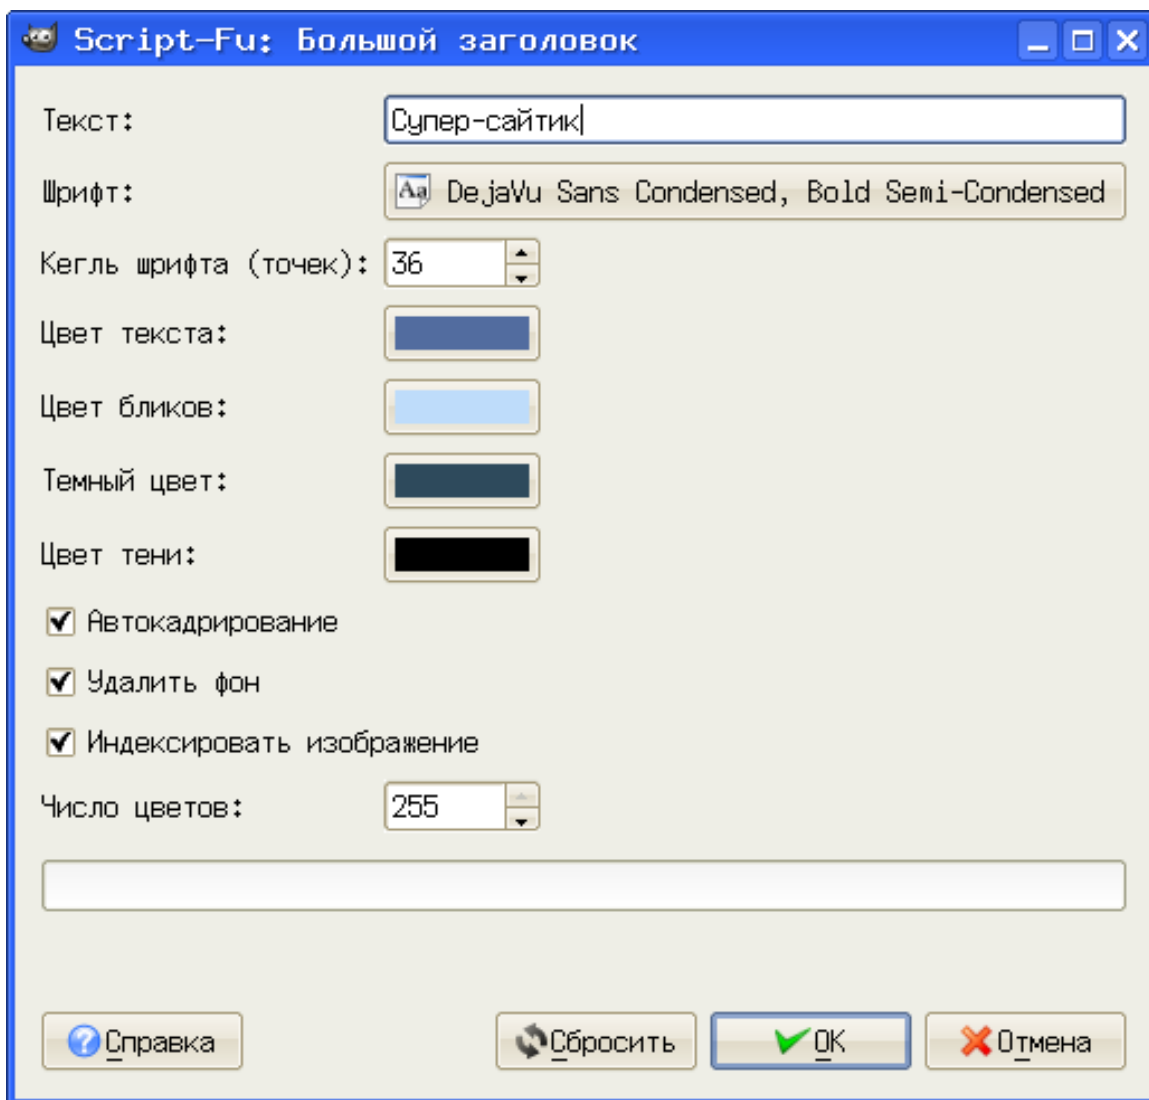 Script-Fu: Большой заголовок
Текст: Супер-сайтик
Шрифт: Aa DejaVu Sans Condensed, Bold Semi-Condensed
Кегль шрифта (точек): 36
Цвет текста:
Цвет бликов:
Темный цвет:
Цвет тени:
Автокадрирование
Удалить фон
Индексировать изображение
Число цветов: 255
Справка Сбросить OK Отмена